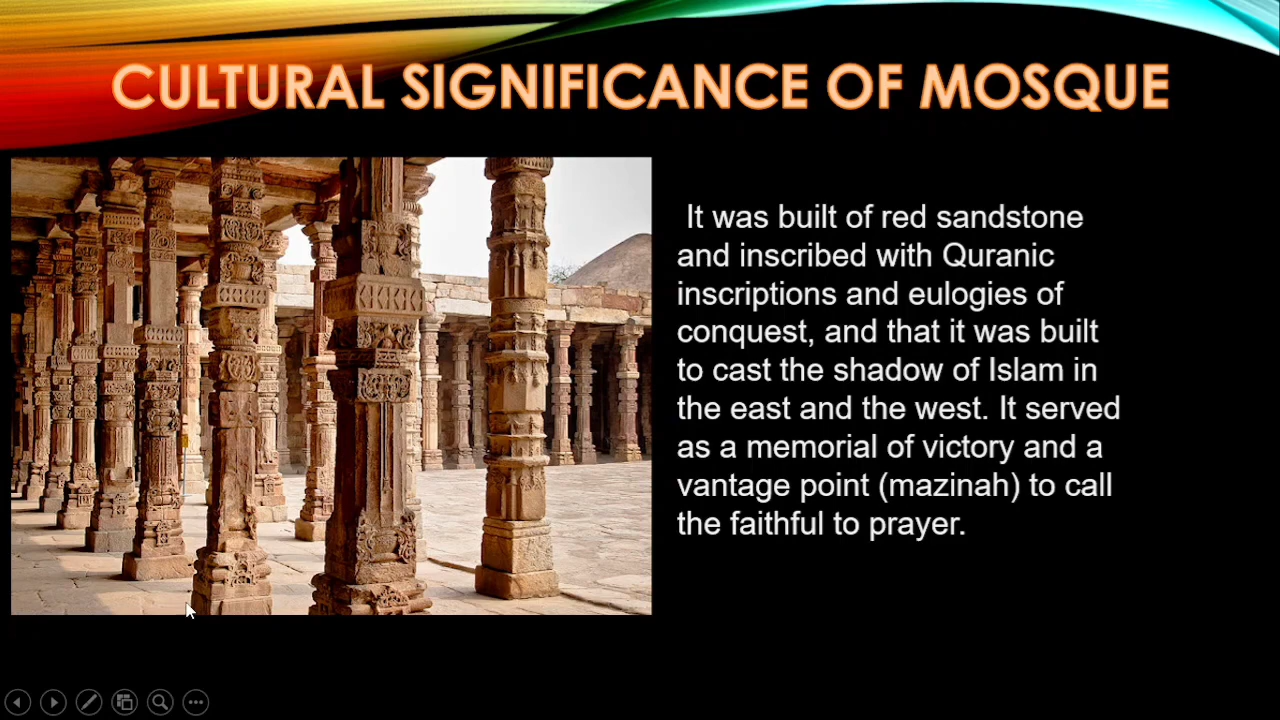 CULTURAL SIGNIFICANCE OF MOSQUE
It was built of red sandstone
and inscribed with Quranic
inscriptions and eulogies of
conquest, and that it was built
to cast the shadow of Islam in
the east and the west. It served
as a memorial of victory and a
vantage point (mazinah) to call
the faithful to prayer.